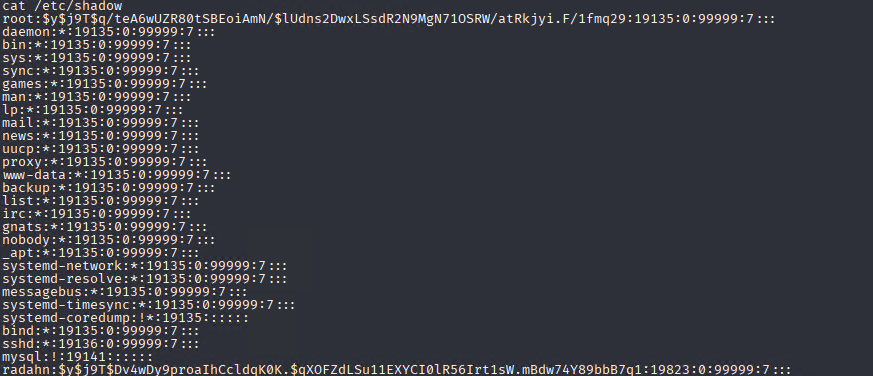 cat /etc/shadow
root:$y$j9T$q/teA6wUZR80tSBEoiAmN/$lUdns2DwxLSsdR2N9MgN71OSRW/atRkjyi.F/1fmq29:19135:0:99999:7:::
daemon:*:19135:0:99999:7:::
bin:*:19135:0:99999:7:::
sys:*:19135:0:99999:7:::
sync:*:19135:0:99999:7:::
games:*:19135:0:99999:7:::
man:*:19135:0:99999:7:::
lp:*:19135:0:99999:7:::
mail:*:19135:0:99999:7:::
news:*:19135:0:99999:7:::
uucp:*:19135:0:99999:7:::
proxy:*:19135:0:99999:7:::
www-data:*:19135:0:99999:7:::
backup:*:19135:0:99999:7:::
list:*:19135:0:99999:7:::
irc:*:19135:0:99999:7:::
gnats:*:19135:0:99999:7:::
nobody:*:19135:0:99999:7:::
_apt:*:19135:0:99999:7:::
systemd-network:*:19135:0:99999:7:::
systemd-resolve:*:19135:0:99999:7:::
messagebus:*:19135:0:99999:7:::
systemd-timesync:*:19135:0:99999:7:::
systemd-coredump:!*:19135::::::
bind:*:19135:0:99999:7:::
sshd:*:19136:0:99999:7:::
mysql:!:19141::::::
radahn:$y$j9T$Dv4wDy9proaIhCcldqK0K.$qXOFZdLSu11EXYCI0lR56Irt1sW.mBdw74Y89bbB7q1:19823:0:99999:7:::